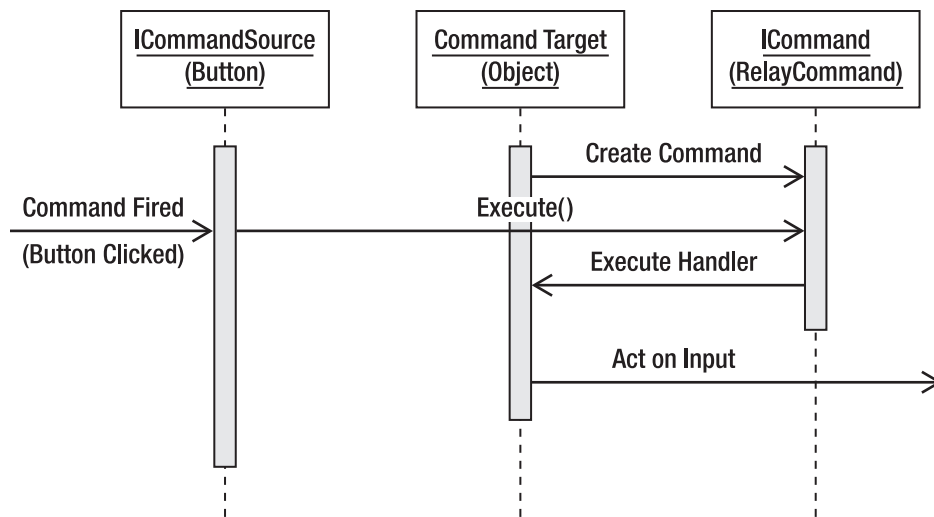 ICommandSource
(Button)
Command Target
(Object)
ICommand
(RelayCommand)
Create Command
Command Fired
(Button Clicked)
Execute()
Execute Handler
Act on Input